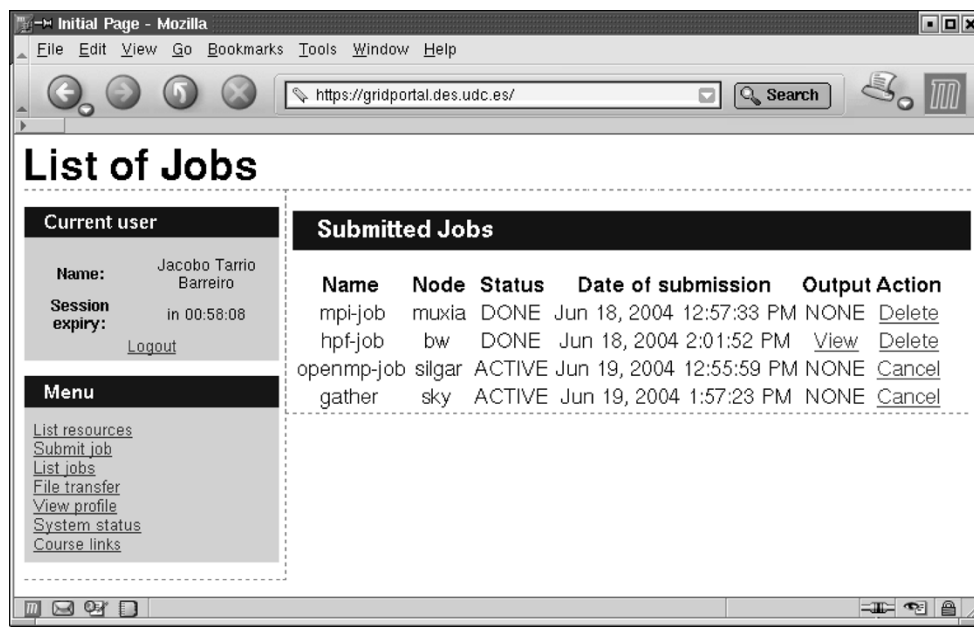 Initial Page - Mozilla
File Edit View Go Bookmarks Tools Window Help
https://gridportal.des.udc.es/ Search
List of Jobs
Current user
Name: Jacobo Tarrio Barreiro
Session expiry: in 00:58:08
Logout
Menu
List resources
Submit job
List jobs
File transfer
View profile
System status
Course links
Submitted Jobs
Name Node Status Date of submission Output Action
mpi-job muxia DONE Jun 18, 2004 12:57:33 PM NONE Delete
hpf-job bw DONE Jun 18, 2004 2:01:52 PM View Delete
openmp-job silgar ACTIVE Jun 19, 2004 12:55:59 PM NONE Cancel
gather sky ACTIVE Jun 19, 2004 1:57:23 PM NONE Cancel